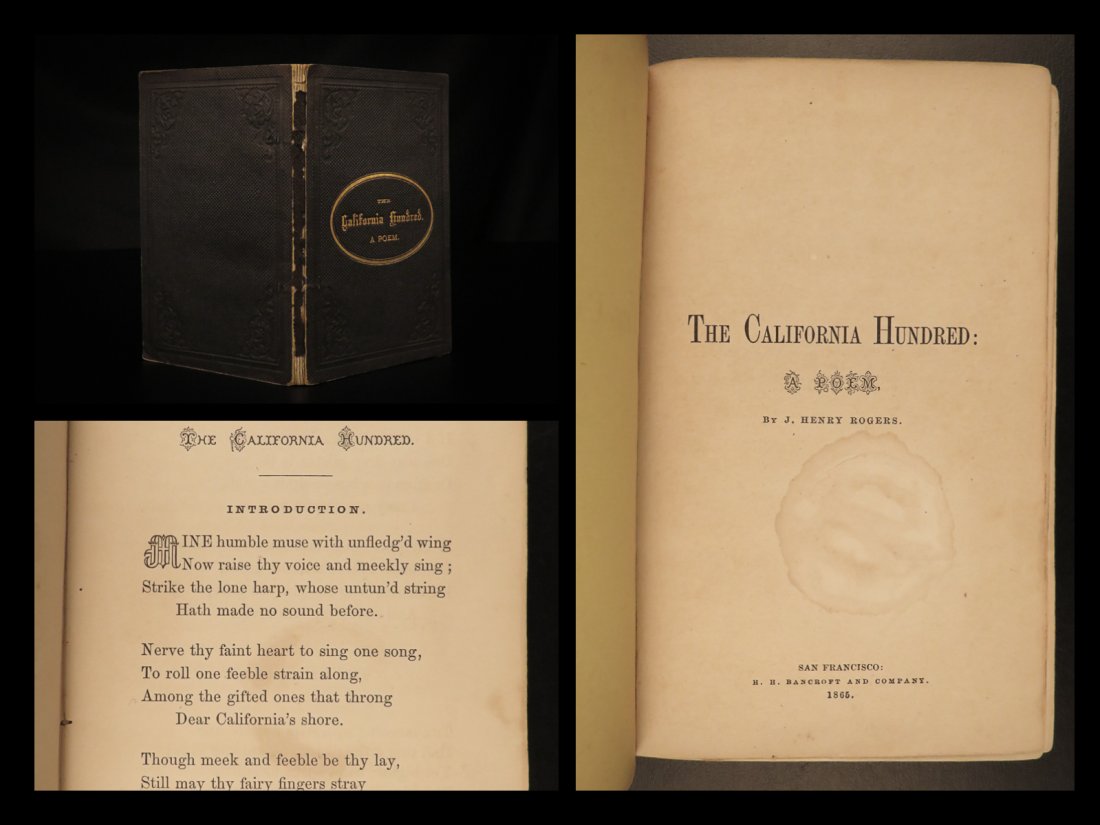 THE
California Hundred.
A POEM.
THE CALIFORNIA HUNDRED:
A POEM,
BY J. HENRY ROGERS.
SAN FRANCISCO:
H. H. BANCROFT AND COMPANY.
1865.
THE CALIFORNIA HUNDRED.
INTRODUCTION.
MINE humble muse with unfledg'd wing
Now raise thy voice and meekly sing ;
Strike the lone harp, whose untun'd string
Hath made no sound before.
Nerve thy faint heart to sing one song,
To roll one feeble strain along,
Among the gifted ones that throng
Dear California's shore.
Though meek and feeble be thy lay,
Still may thy fairy fingers stray